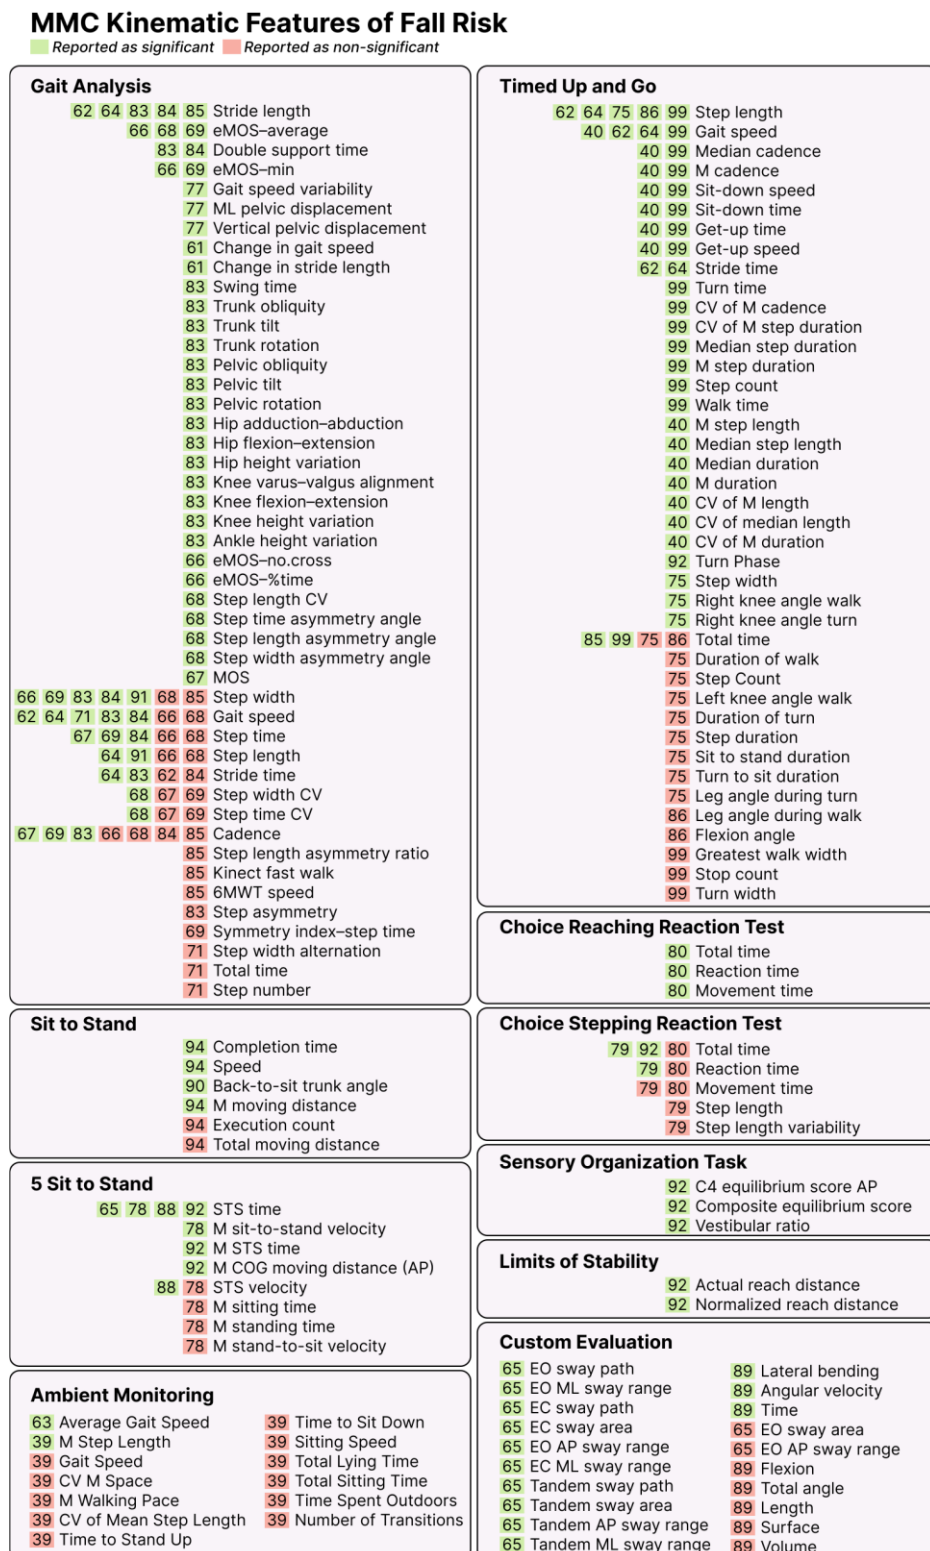 MMC Kinematic Features of Fall Risk
Reported as significant Reported as non-significant
Gait Analysis
62 64 83 84 85 Stride length
66 68 69 eMOS–average
83 84 Double support time
66 69 eMOS–min
77 Gait speed variability
77 ML pelvic displacement
77 Vertical pelvic displacement
61 Change in gait speed
61 Change in stride length
83 Swing time
83 Trunk obliquity
83 Trunk tilt
83 Trunk rotation
83 Pelvic obliquity
83 Pelvic tilt
83 Pelvic rotation
83 Hip adduction–abduction
83 Hip flexion–extension
83 Hip height variation
83 Knee varus–valgus alignment
83 Knee flexion–extension
83 Knee height variation
83 Ankle height variation
66 eMOS–no.cross
66 eMOS–%time
68 Step length CV
68 Step time asymmetry angle
68 Step length asymmetry angle
68 Step width asymmetry angle
67 MOS
66 69 83 84 91 68 85 Step width
62 64 71 83 84 66 68 Gait speed
67 69 84 66 68 Step time
64 91 66 68 Step length
64 83 62 84 Stride time
68 67 69 Step width CV
68 67 69 Step time CV
67 69 83 66 68 84 85 Cadence
85 Step length asymmetry ratio
85 Kinect fast walk
85 6MWT speed
83 Step asymmetry
69 Symmetry index–step time
71 Step width alternation
71 Total time
71 Step number
Sit to Stand
94 Completion time
94 Speed
90 Back-to-sit trunk angle
94 M moving distance
94 Execution count
94 Total moving distance
5 Sit to Stand
65 78 88 92 STS time
78 M sit-to-stand velocity
92 M STS time
92 M COG moving distance (AP)
88 78 STS velocity
78 M sitting time
78 M standing time
78 M stand-to-sit velocity
Ambient Monitoring
63 Average Gait Speed
39 M Step Length
39 Gait Speed
39 CV M Space
39 M Walking Pace
39 CV of Mean Step Length
39 Time to Stand Up
39 Time to Sit Down
39 Sitting Speed
39 Total Lying Time
39 Total Sitting Time
39 Time Spent Outdoors
39 Number of Transitions
Timed Up and Go
62 64 75 86 99 Step length
40 62 64 99 Gait speed
40 99 Median cadence
40 99 M cadence
40 99 Sit-down speed
40 99 Sit-down time
40 99 Get-up time
40 99 Get-up speed
62 64 Stride time
99 Turn time
99 CV of M cadence
99 CV of M step duration
99 Median step duration
99 M step duration
99 Step count
99 Walk time
40 M step length
40 Median step length
40 Median duration
40 M duration
40 CV of M length
40 CV of median length
40 CV of M duration
92 Turn Phase
75 Step width
75 Right knee angle walk
75 Right knee angle turn
85 99 75 86 Total time
75 Duration of walk
75 Step Count
75 Left knee angle walk
75 Duration of turn
75 Step duration
75 Sit to stand duration
75 Turn to sit duration
75 Leg angle during turn
86 Leg angle during walk
86 Flexion angle
99 Greatest walk width
99 Stop count
99 Turn width
Choice Reaching Reaction Test
80 Total time
80 Reaction time
80 Movement time
Choice Stepping Reaction Test
79 92 80 Total time
79 80 Reaction time
79 80 Movement time
79 Step length
79 Step length variability
Sensory Organization Task
92 C4 equilibrium score AP
92 Composite equilibrium score
92 Vestibular ratio
Limits of Stability
92 Actual reach distance
92 Normalized reach distance
Custom Evaluation
65 EO sway path
65 EO ML sway range
65 EC sway path
65 EC sway area
65 EO AP sway range
65 EC ML sway range
65 Tandem sway path
65 Tandem sway area
65 Tandem AP sway range
65 Tandem ML sway range
89 Lateral bending
89 Angular velocity
89 Time
65 EO sway area
65 EO AP sway range
89 Flexion
89 Total angle
89 Length
89 Surface
89 Volume